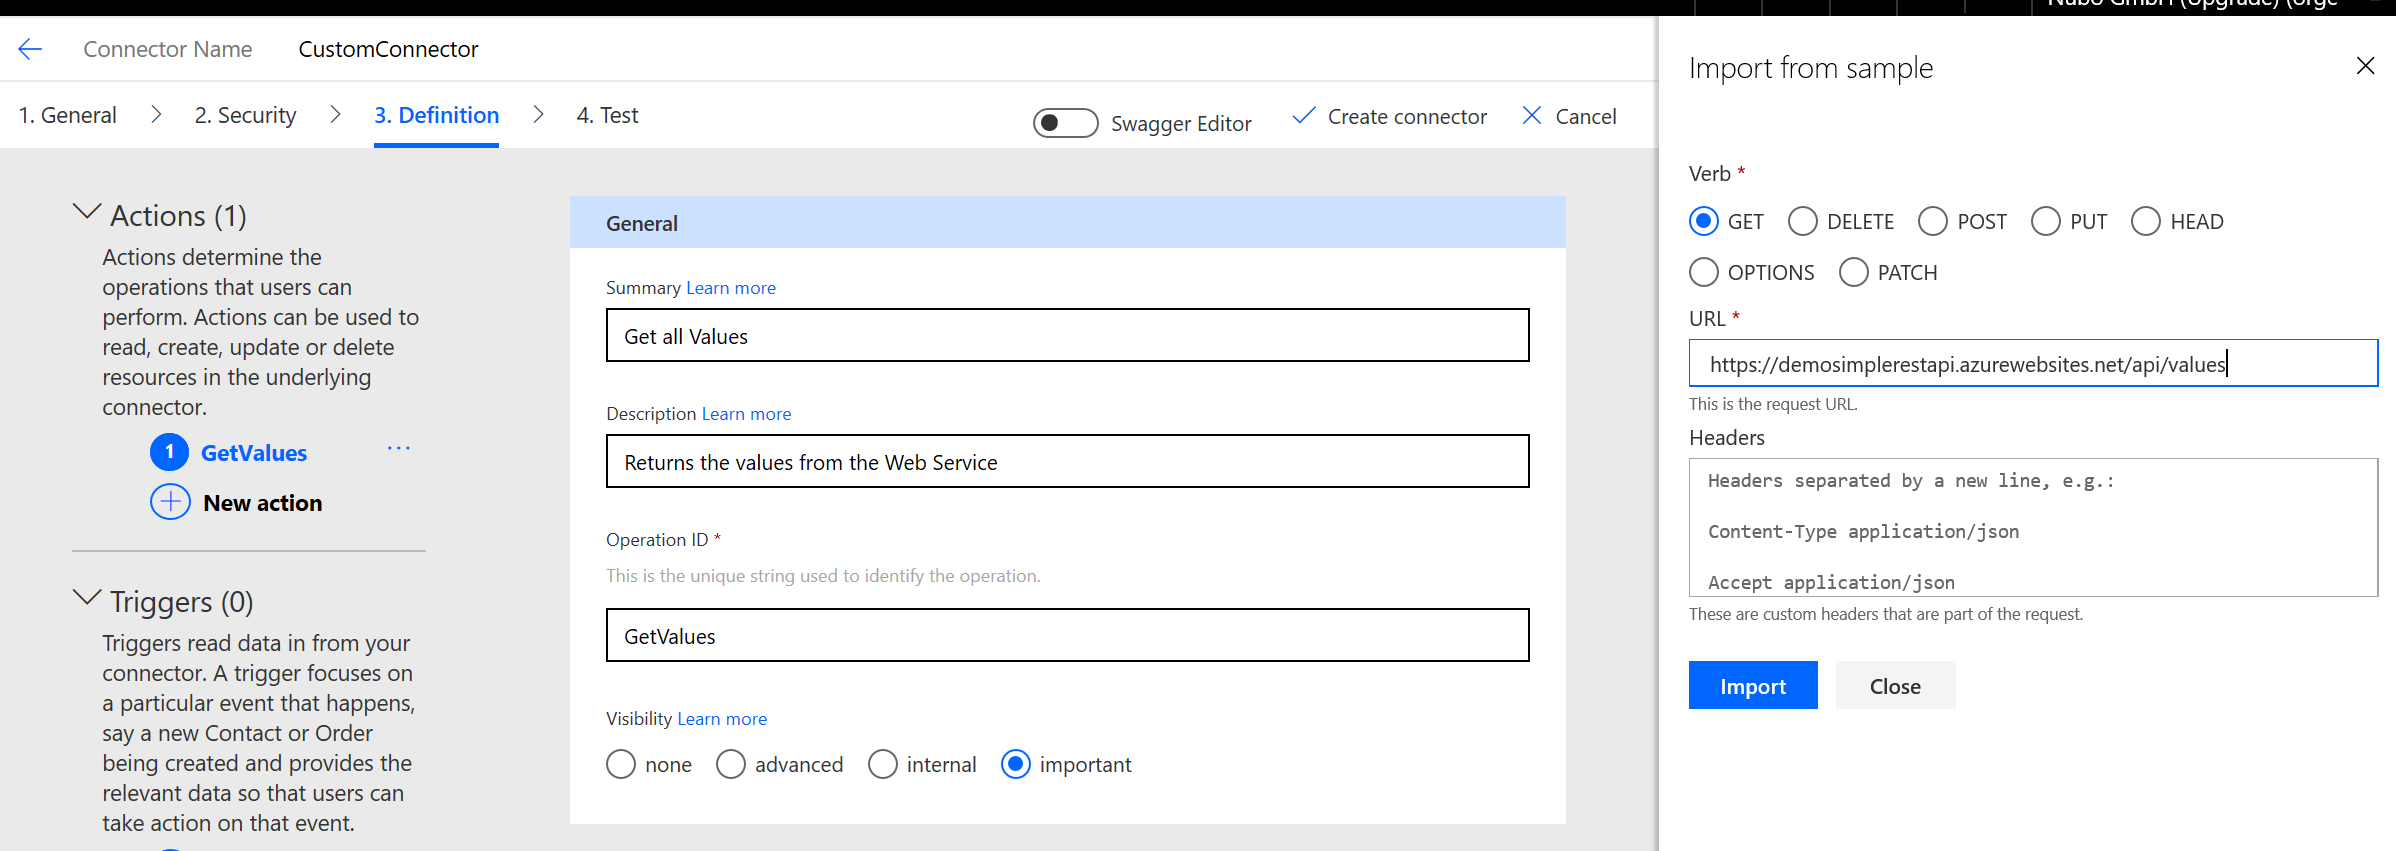 Nabo GmbH (Upgrade) (orgc
Connector Name CustomConnector
1. General 2. Security 3. Definition 4. Test
Swagger Editor Create connector Cancel
Actions (1)
Actions determine the
operations that users can
perform. Actions can be used to
read, create, update or delete
resources in the underlying
connector.
1 GetValues ...
New action
Triggers (0)
Triggers read data in from your
connector. A trigger focuses on
a particular event that happens,
say a new Contact or Order
being created and provides the
relevant data so that users can
take action on that event.
General
Summary Learn more
Get all Values
Description Learn more
Returns the values from the Web Service
Operation ID *
This is the unique string used to identify the operation.
GetValues
Visibility Learn more
none advanced internal important
Import from sample
Verb *
GET DELETE POST PUT HEAD
OPTIONS PATCH
URL *
https://demosimplerestapi.azurewebsites.net/api/values
This is the request URL.
Headers
Headers separated by a new line, e.g.:
Content-Type application/json
Accept application/json
These are custom headers that are part of the request.
Import Close